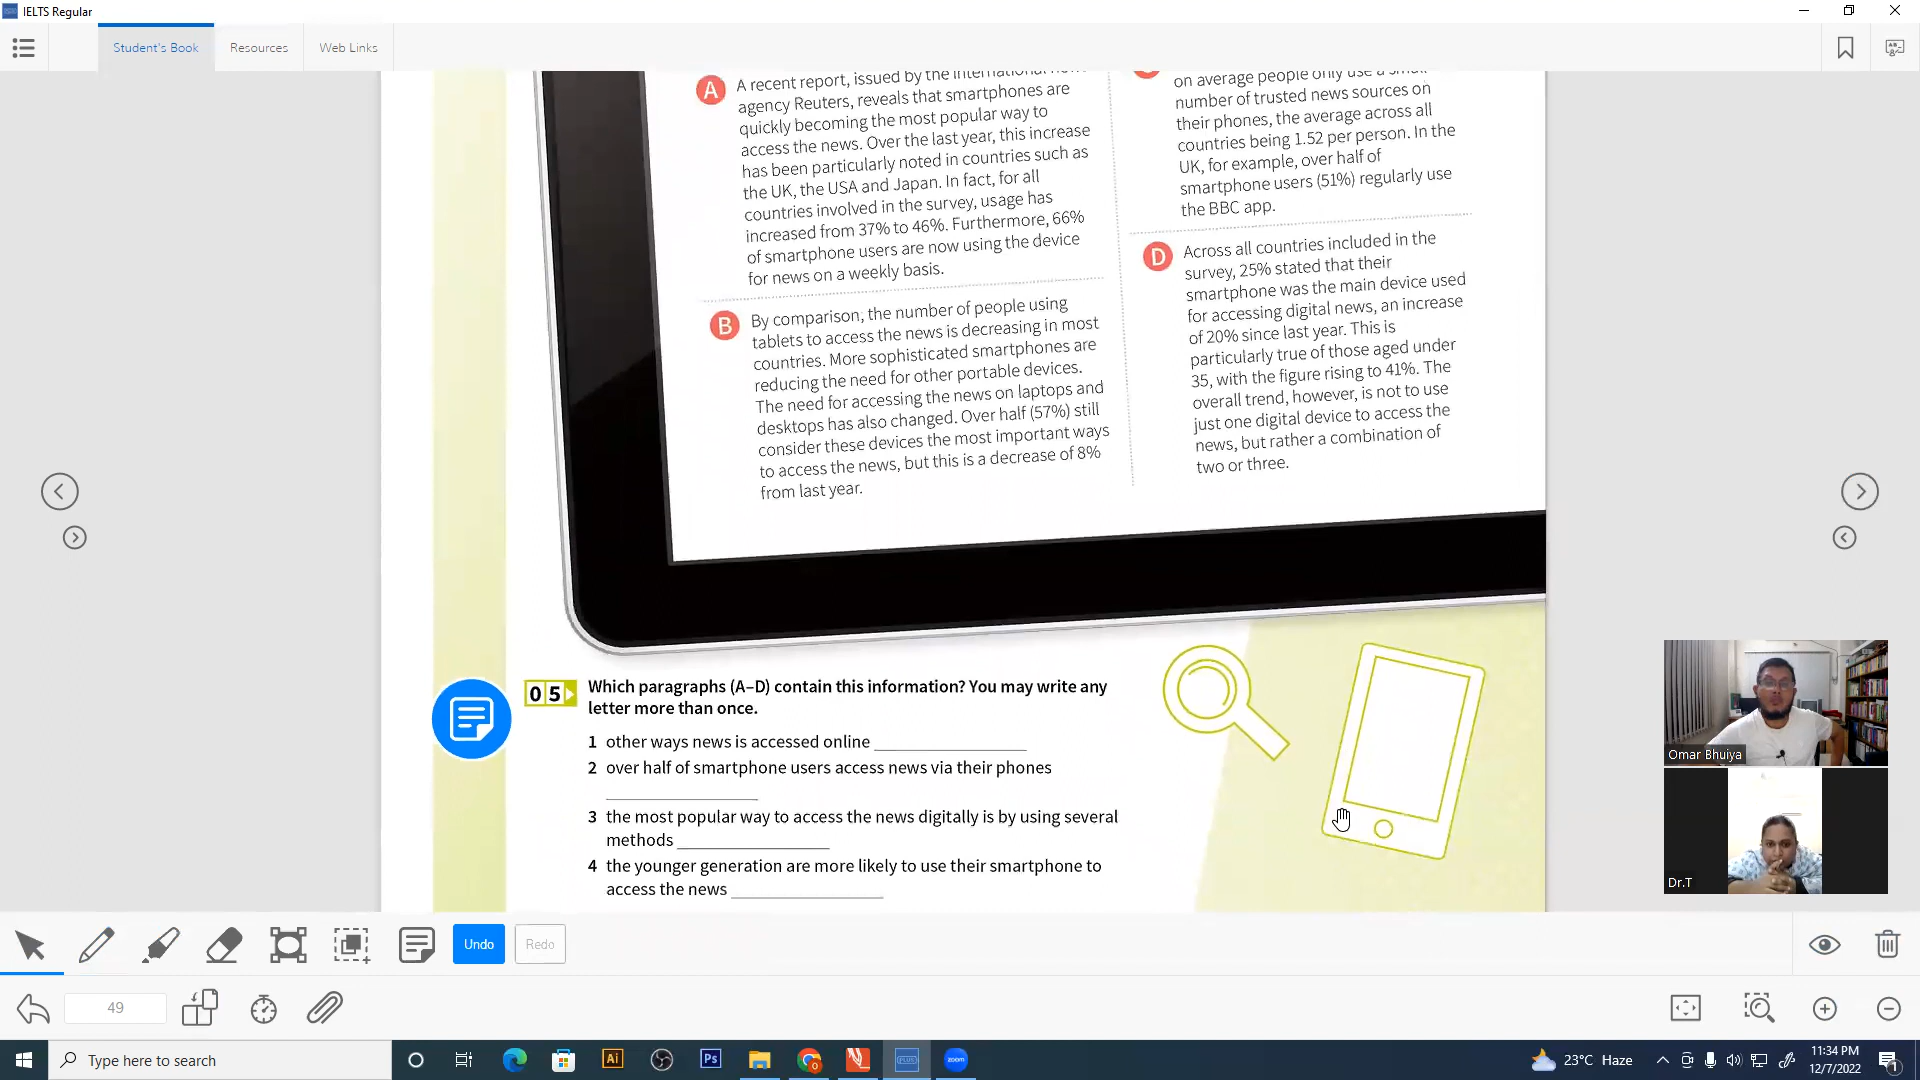 IELTS Regular
Student's Book
Resources
Web Links
A
A recent report, issued by the international
agency Reuters, reveals that smartphones are
quickly becoming the most popular way to
access the news. Over the last year, this increase
has been particularly noted in countries such as
the UK, the USA and Japan. In fact, for all
countries involved in the survey, usage has
increased from 37% to 46%. Furthermore, 66%
of smartphone users are now using the device
for news on a weekly basis.
B
By comparison, the number of people using
tablets to access the news is decreasing in most
countries. More sophisticated smartphones are
reducing the need for other portable devices.
The need for accessing the news on laptops and
desktops has also changed. Over half (57%) still
consider these devices the most important ways
to access the news, but this is a decrease of 8%
from last year.
on average people only use a small
number of trusted news sources on
their phones, the average across all
countries being 1.52 per person. In the
UK, for example, over half of
smartphone users (51%) regularly use
the BBC app.
D
Across all countries included in the
survey, 25% stated that their
smartphone was the main device used
for accessing digital news, an increase
of 20% since last year. This is
particularly true of those aged under
35, with the figure rising to 41%. The
overall trend, however, is not to use
just one digital device to access the
news, but rather a combination of
two or three.
05
Which paragraphs (A–D) contain this information? You may write any
letter more than once.
1 other ways news is accessed online
2 over half of smartphone users access news via their phones
3 the most popular way to access the news digitally is by using several
methods
4 the younger generation are more likely to use their smartphone to
access the news
Omar Bhuiya
Dr.T
Undo
Redo
49
Type here to search
Ai
Ps
zoom
23°C Haze
11:34 PM
12/7/2022
1